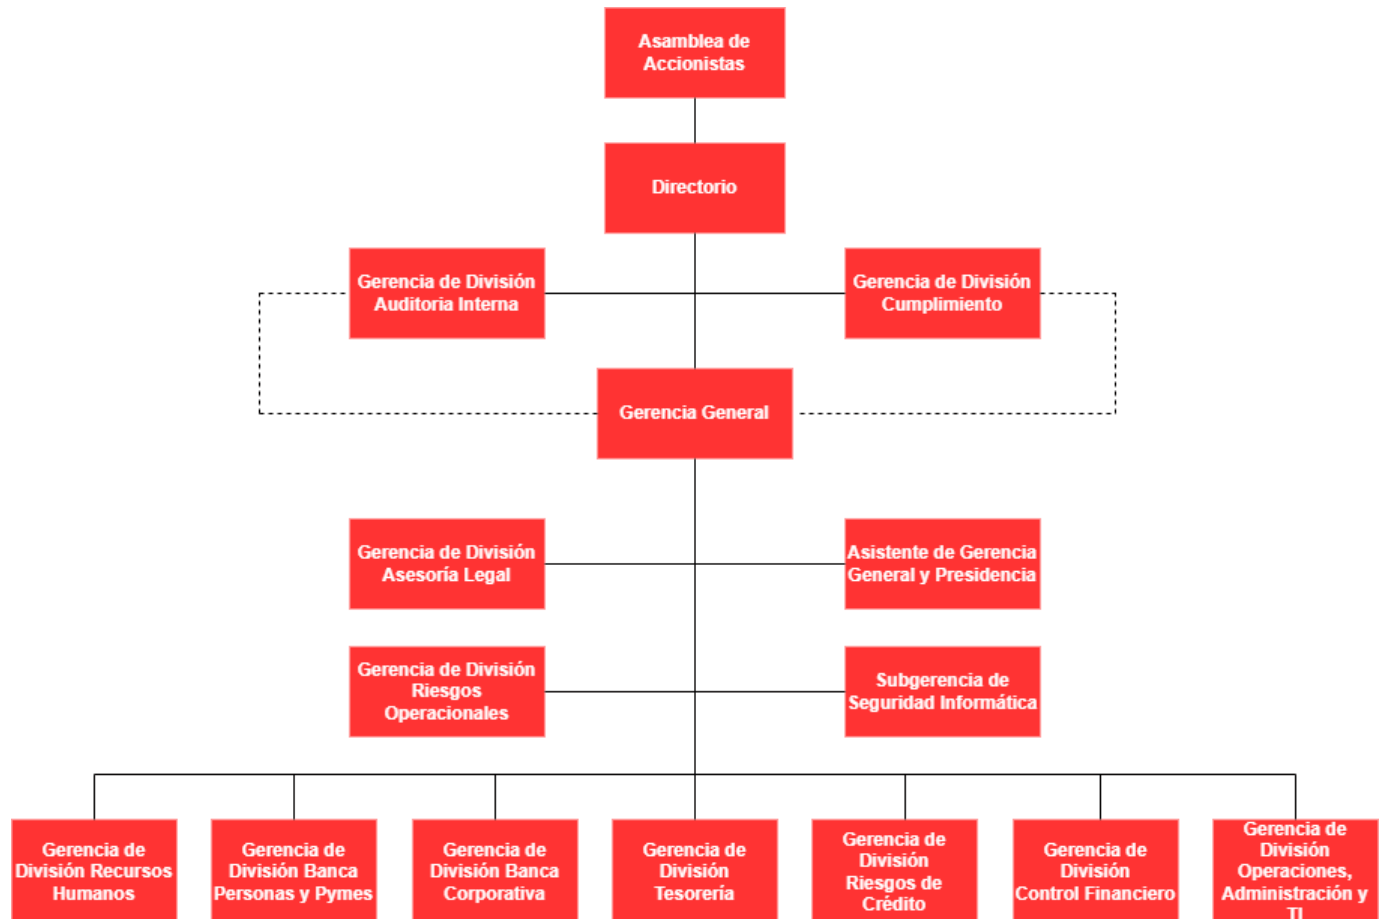 Asamblea de
Accionistas
Directorio
Gerencia de División
Auditoria Interna
Gerencia de División
Cumplimiento
Gerencia General
Gerencia de División
Asesoría Legal
Asistente de Gerencia
General y Presidencia
Gerencia de División
Riesgos
Operacionales
Subgerencia de
Seguridad Informática
Gerencia de
División Recursos
Humanos
Gerencia de
División Banca
Personas y Pymes
Gerencia de
División Banca
Corporativa
Gerencia de
División
Tesorería
Gerencia de
División
Riesgos de
Crédito
Gerencia de
División
Control Financiero
Gerencia de
División
Operaciones,
Administración y
TI